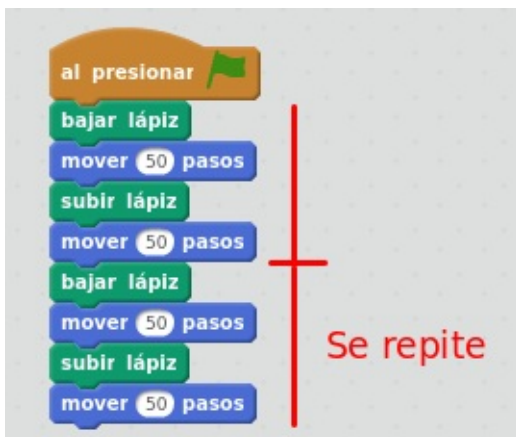 al presionar
bajar lápiz
mover 50 pasos
subir lápiz
mover 50 pasos
bajar lápiz
mover 50 pasos
subir lápiz
mover 50 pasos
Se repite